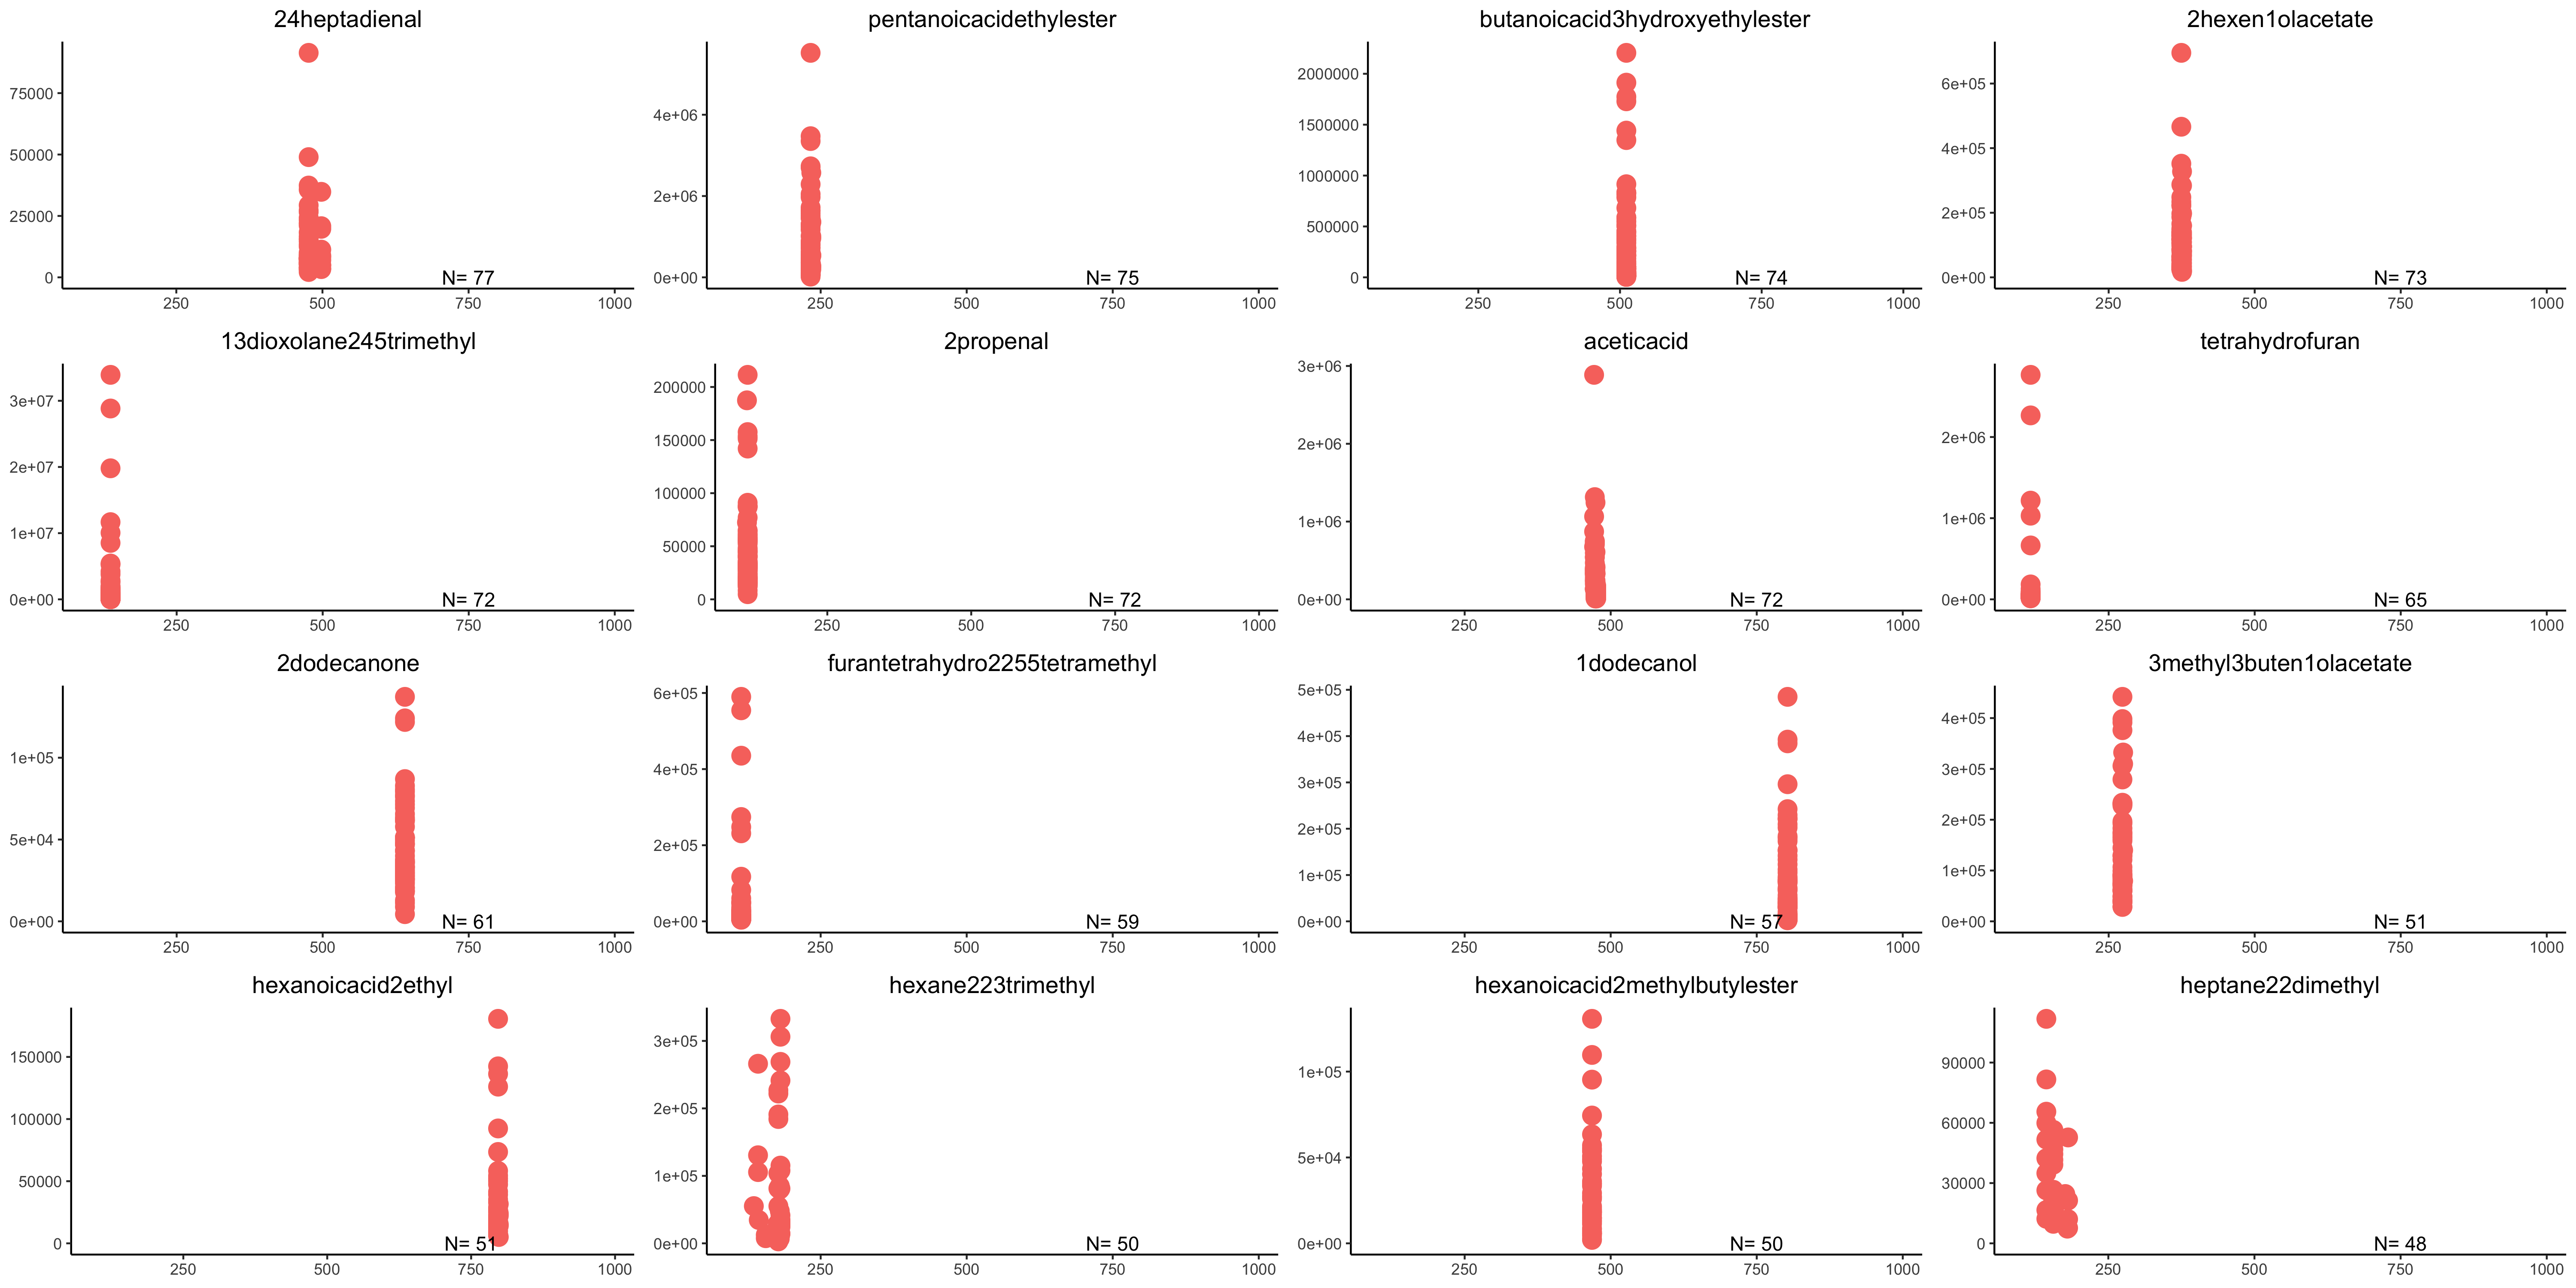 24heptadienal
75000
50000
25000
0
N= 77
250 500 750 1000
pentanoicacidethylester
4e+06
2e+06
0e+00
N= 75
250 500 750 1000
butanoicacid3hydroxyethylester
2000000
1500000
1000000
500000
0
N= 74
250 500 750 1000
2hexen1olacetate
6e+05
4e+05
2e+05
0e+00
N= 73
250 500 750 1000
13dioxolane245trimethyl
3e+07
2e+07
1e+07
0e+00
N= 72
250 500 750 1000
2propenal
200000
150000
100000
50000
0
N= 72
250 500 750 1000
aceticacid
3e+06
2e+06
1e+06
0e+00
N= 72
250 500 750 1000
tetrahydrofuran
2e+06
1e+06
0e+00
N= 65
250 500 750 1000
2dodecanone
1e+05
5e+04
0e+00
N= 61
250 500 750 1000
furantetrahydro2255tetramethyl
6e+05
4e+05
2e+05
0e+00
N= 59
250 500 750 1000
1dodecanol
5e+05
4e+05
3e+05
2e+05
1e+05
0e+00
N= 57
250 500 750 1000
3methyl3buten1olacetate
4e+05
3e+05
2e+05
1e+05
0e+00
N= 51
250 500 750 1000
hexanoicacid2ethyl
150000
100000
50000
0
N= 51
250 500 750 1000
hexane223trimethyl
3e+05
2e+05
1e+05
0e+00
N= 50
250 500 750 1000
hexanoicacid2methylbutylester
1e+05
5e+04
0e+00
N= 50
250 500 750 1000
heptane22dimethyl
90000
60000
30000
0
N= 48
250 500 750 1000